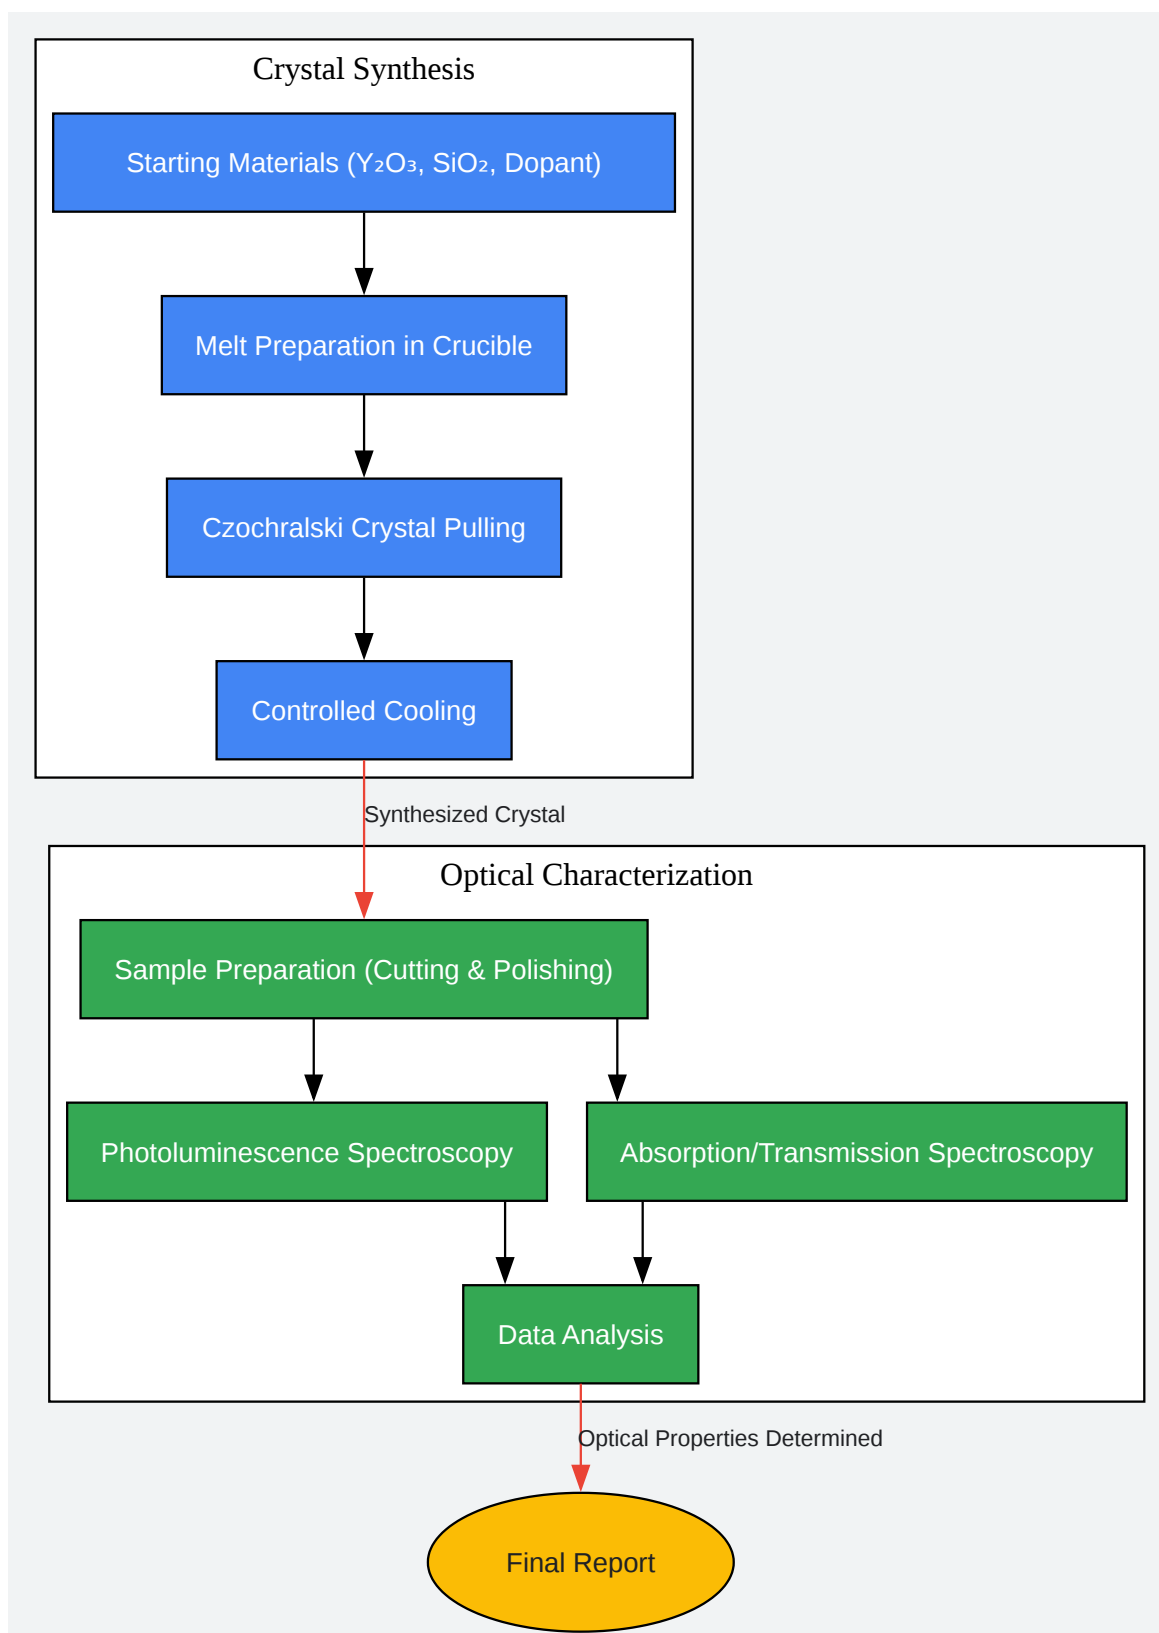 Crystal Synthesis
Starting Materials (Y₂O₃, SiO₂, Dopant)
Melt Preparation in Crucible
Czochralski Crystal Pulling
Controlled Cooling
Synthesized Crystal
Optical Characterization
Sample Preparation (Cutting & Polishing)
Photoluminescence Spectroscopy
Absorption/Transmission Spectroscopy
Data Analysis
Optical Properties Determined
Final Report